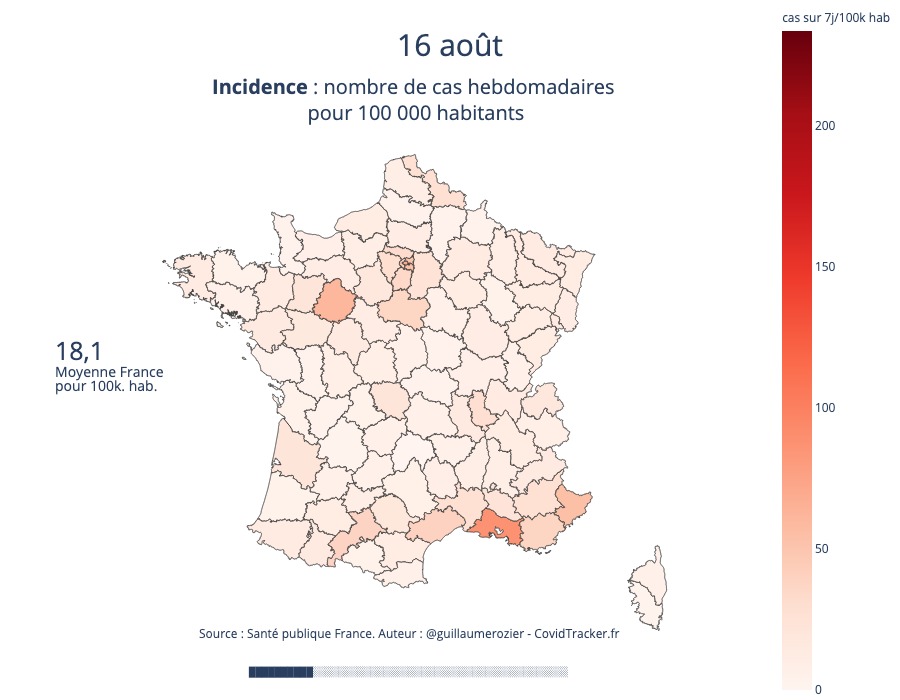 cas sur 7j/100k hab
16 août
Incidence : nombre de cas hebdomadaires
pour 100 000 habitants
200
150
18,1
Moyenne France
pour 100k. hab.
100
50
0
Source : Santé publique France. Auteur : @guillaumerozier - CovidTracker.fr